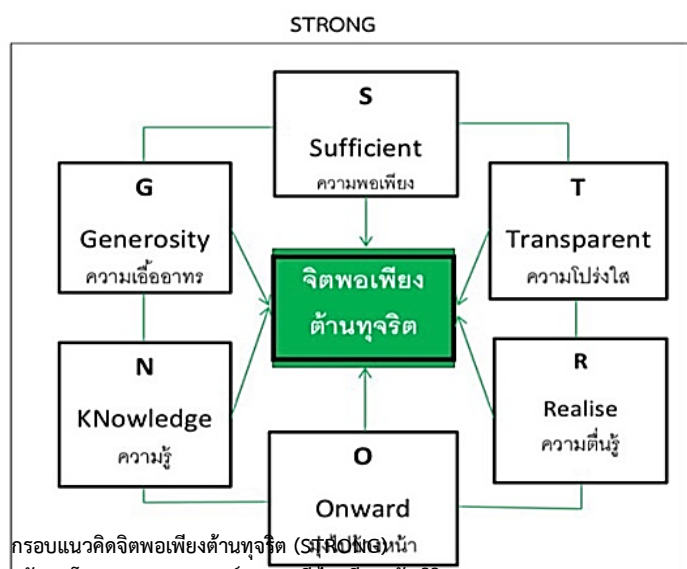 STRONG
S
Sufficient
ความพอเพียง
T
Transparent
ความโปร่งใส
R
Realise
ความตื่นรู้
O
Onward
N
KNowledge
ความรู้
G
Generosity
ความเอื้ออาทร
จิตพอเพียง
ต้านทุจริต
กรอบแนวคิดจิตพอเพียงต้านทุจริต (STRONG)